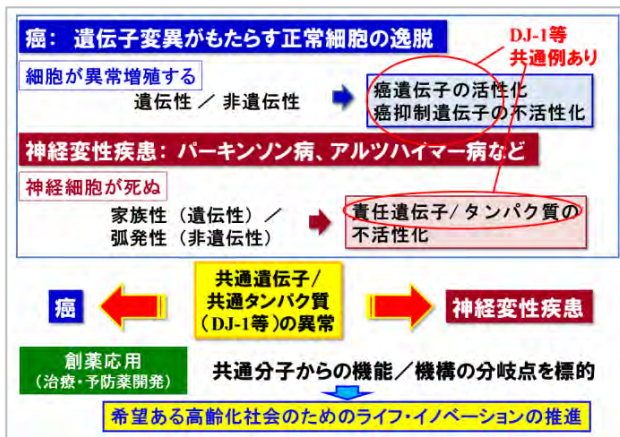 癌： 遺伝子変異がもたらす正常細胞の逸脱
DJ-1等
共通例あり
細胞が異常増殖する
遺伝性 ／ 非遺伝性
癌遺伝子の活性化
癌抑制遺伝子の不活性化
神経変性疾患： パーキンソン病、アルツハイマー病など
神経細胞が死ぬ
家族性（遺伝性）／
弧発性（非遺伝性）
責任遺伝子/ タンパク質の
不活性化
共通遺伝子/
共通タンパク質
（DJ-1等）の異常
癌
神経変性疾患
創薬応用
（治療・予防薬開発）
共通分子からの機能／機構の分岐点を標的
希望ある高齢化社会のためのライフ・イノベーションの推進